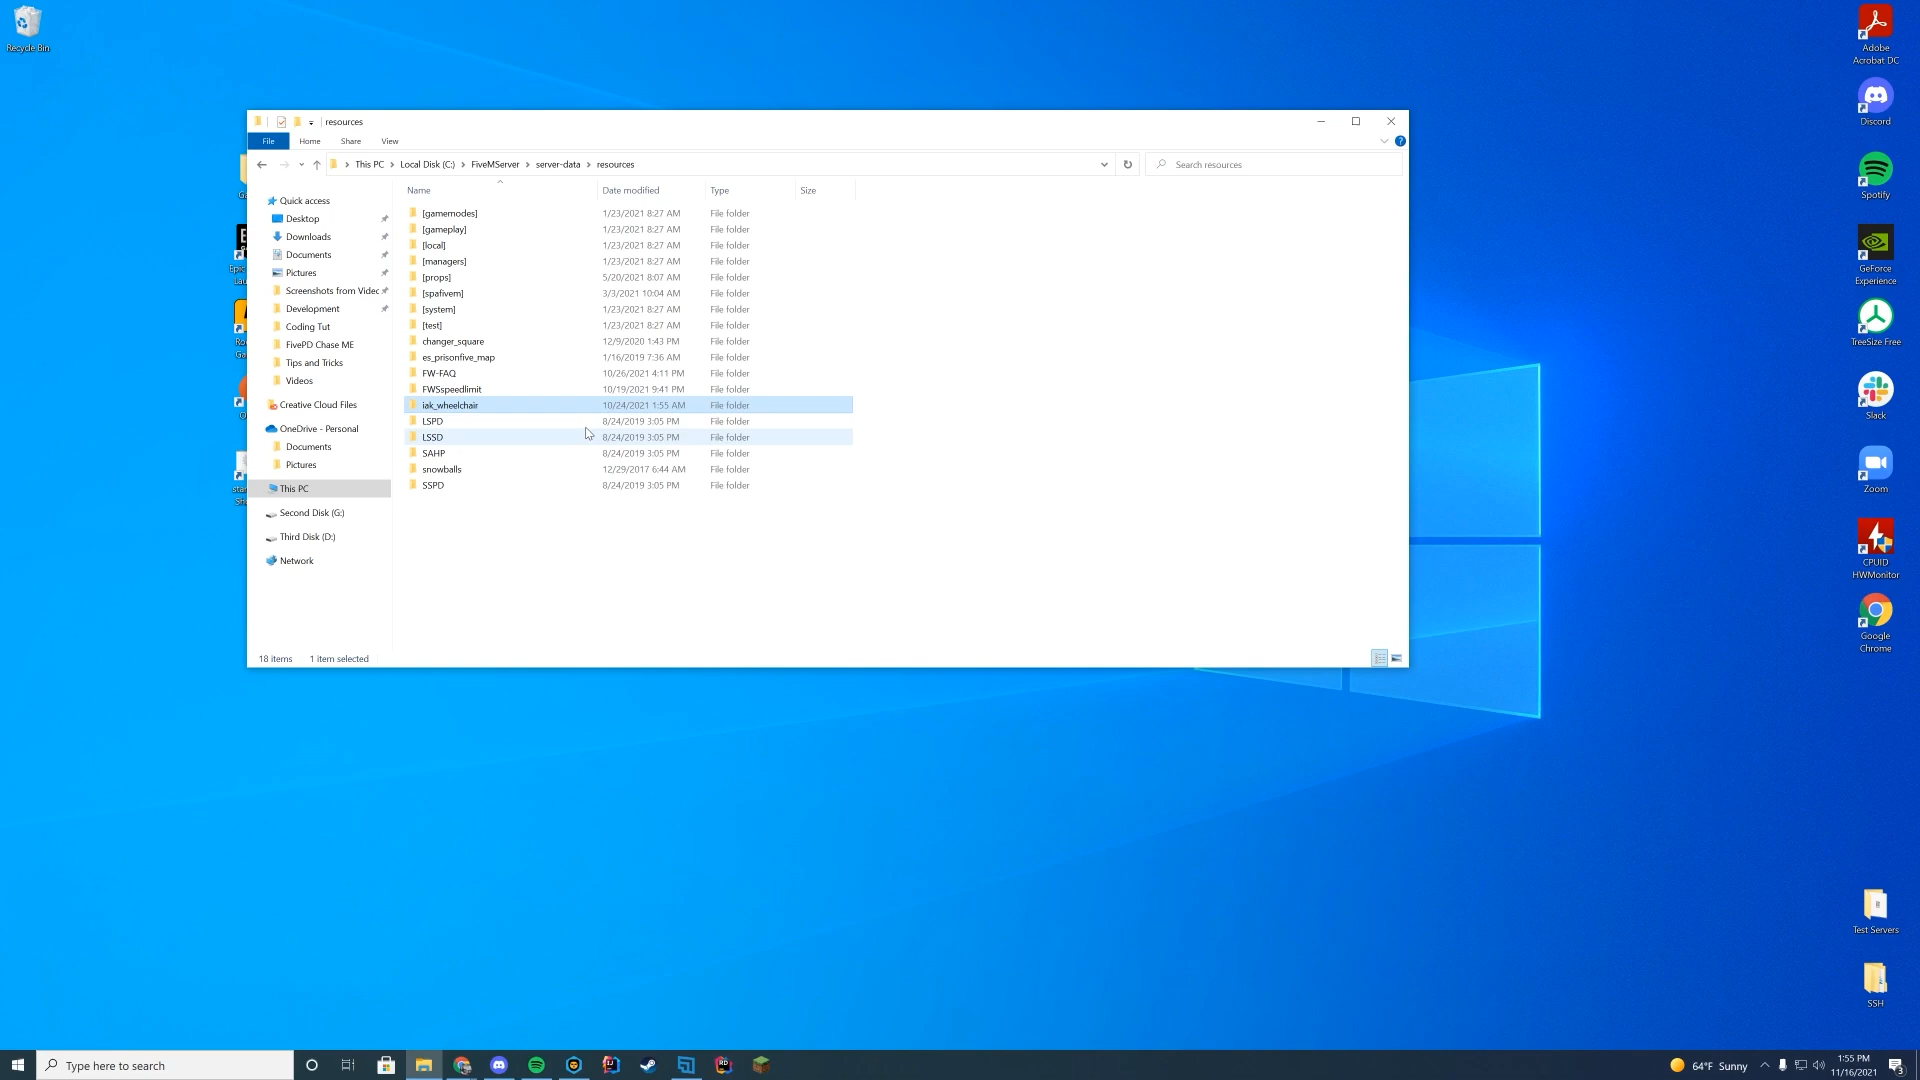 Recycle Bin
resources
File Home Share View
This PC Local Disk (C:) FiveMServer server-data resources
Search resources
Name Date modified Type Size
[gamemodes] 1/23/2021 8:27 AM File folder
[gameplay] 1/23/2021 8:27 AM File folder
[local] 1/23/2021 8:27 AM File folder
[managers] 1/23/2021 8:27 AM File folder
[props] 5/20/2021 8:07 AM File folder
[spafivem] 3/3/2021 10:04 AM File folder
[system] 1/23/2021 8:27 AM File folder
[test] 1/23/2021 8:27 AM File folder
changer_square 12/9/2020 1:43 PM File folder
es_prisonfive_map 1/16/2019 7:36 AM File folder
FW-FAQ 10/26/2021 4:11 PM File folder
FWSspeedlimit 10/19/2021 9:41 PM File folder
iak_wheelchair 10/24/2021 1:55 AM File folder
LSPD 8/24/2019 3:05 PM File folder
LSSD 8/24/2019 3:05 PM File folder
SAHP 8/24/2019 3:05 PM File folder
snowballs 12/29/2017 6:44 AM File folder
SSPD 8/24/2019 3:05 PM File folder
Quick access
Desktop
Downloads
Documents
Pictures
Screenshots from Videc
Development
Coding Tut
FivePD Chase ME
Tips and Tricks
Videos
Creative Cloud Files
OneDrive - Personal
Documents
Pictures
This PC
Second Disk (G:)
Third Disk (D:)
Network
18 items 1 item selected
Epic
Lau
Ro
Ga
Adobe
Acrobat DC
Discord
Spotify
GeForce
Experience
TreeSize Free
Slack
Zoom
CPUID
HWMonitor
Google
Chrome
Test Servers
SSH
Type here to search
64°F Sunny
1:55 PM
11/16/2021
3